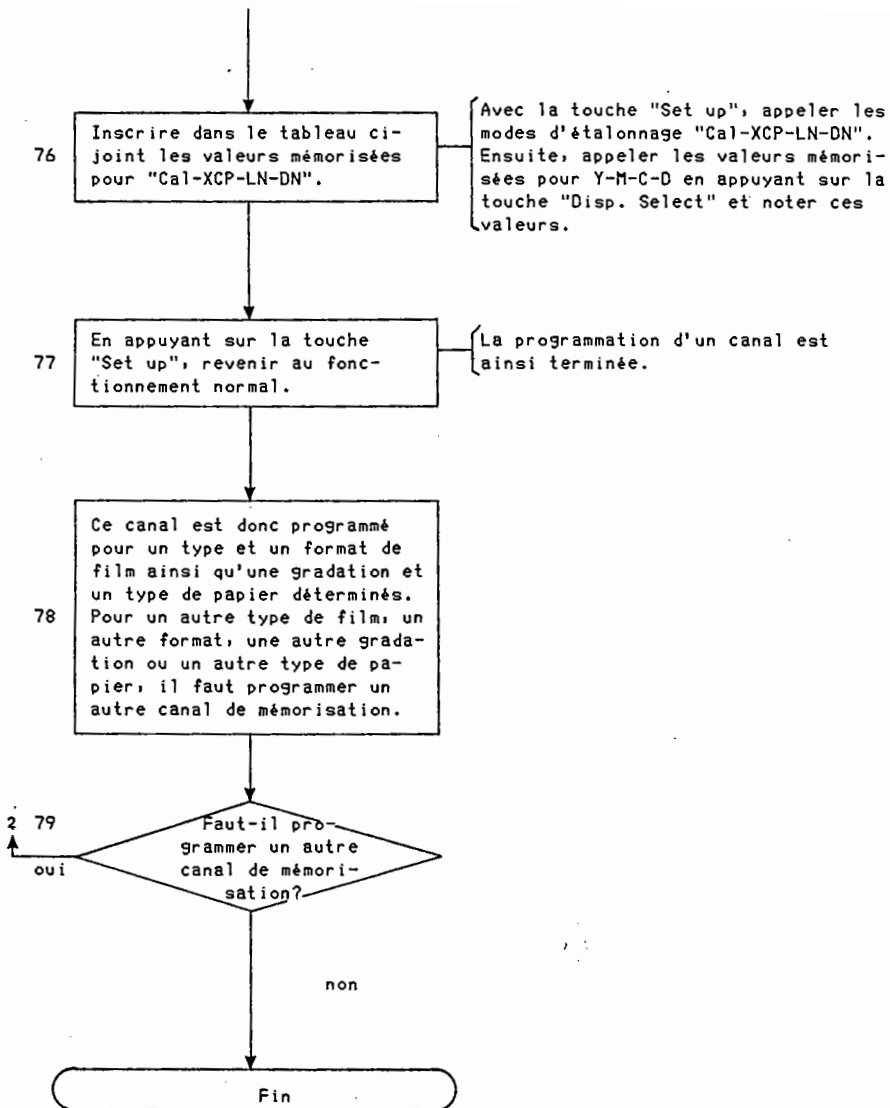 76
Inscrire dans le tableau ci-
joint les valeurs mémorisées
pour "Cal-XCP-LN-DN".
Avec la touche "Set up", appeler les
modes d'étalonnage "Cal-XCP-LN-DN".
Ensuite, appeler les valeurs mémori-
sées pour Y-M-C-D en appuyant sur la
touche "Disp. Select" et noter ces
valeurs.
77
En appuyant sur la touche
"Set up", revenir au fonc-
tionnement normal.
La programmation d'un canal est
ainsi terminée.
78
Ce canal est donc programmé
pour un type et un format de
film ainsi qu'une gradation et
un type de papier déterminés.
Pour un autre type de film, un
autre format, une autre grada-
tion ou un autre type de pa-
pier, il faut programmer un
autre canal de mémorisation.
2 79
oui
Faut-il pro-
grammer un autre
canal de mémori-
sation?
non
Fin